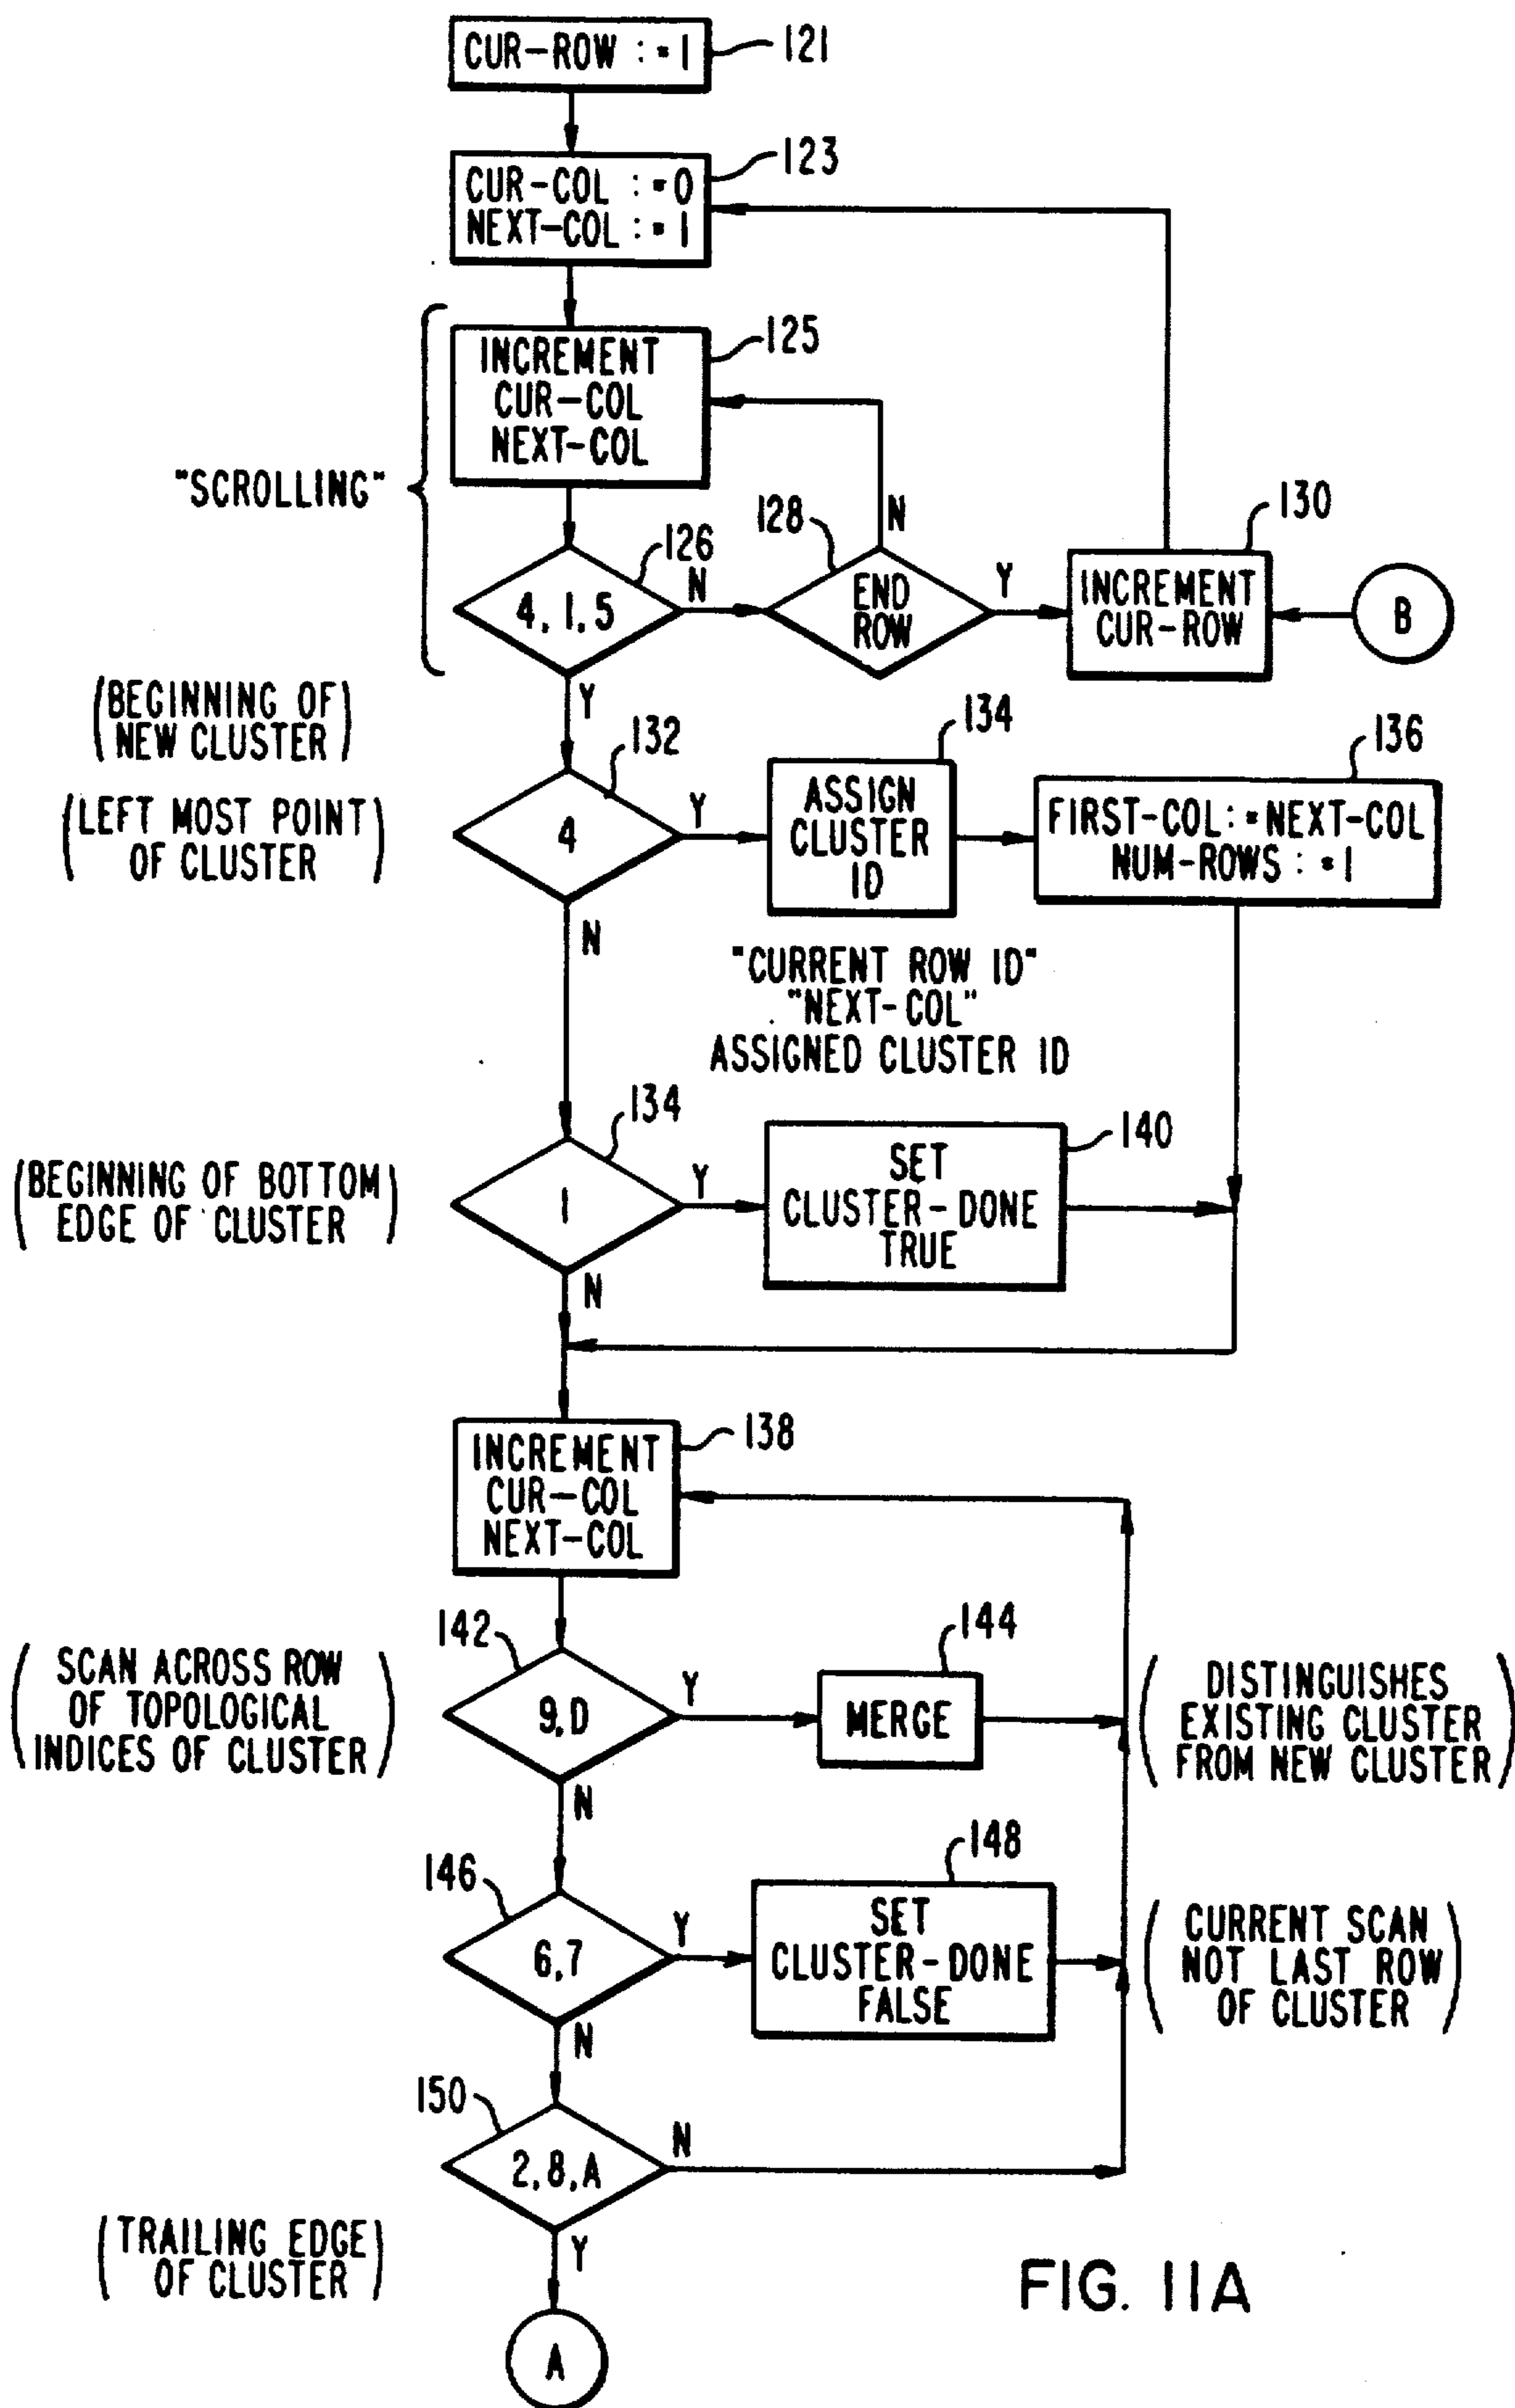 CUR-ROW := 1
121
123
CUR-COL := 0
NEXT-COL := 1
125
INCREMENT
CUR-COL
NEXT-COL
"SCROLLING"
126
4, 1, 5
N
128
END
ROW
N
Y
130
INCREMENT
CUR-ROW
B
Y
(BEGINNING OF
NEW CLUSTER)
132
134
136
(LEFT MOST POINT
OF CLUSTER)
4
Y
ASSIGN
CLUSTER
ID
FIRST-COL := NEXT-COL
NUM-ROWS := 1
N
"CURRENT ROW ID"
"NEXT-COL"
ASSIGNED CLUSTER ID
134
140
(BEGINNING OF BOTTOM
EDGE OF CLUSTER)
1
Y
SET
CLUSTER-DONE
TRUE
N
138
INCREMENT
CUR-COL
NEXT-COL
142
144
(SCAN ACROSS ROW
OF TOPOLOGICAL
INDICES OF CLUSTER)
9, D
Y
MERGE
(DISTINGUISHES
EXISTING CLUSTER
FROM NEW CLUSTER)
N
146
148
6, 7
Y
SET
CLUSTER-DONE
FALSE
(CURRENT SCAN
NOT LAST ROW
OF CLUSTER)
N
150
2, 8, A
N
(TRAILING EDGE
OF CLUSTER)
Y
A
FIG. 11A